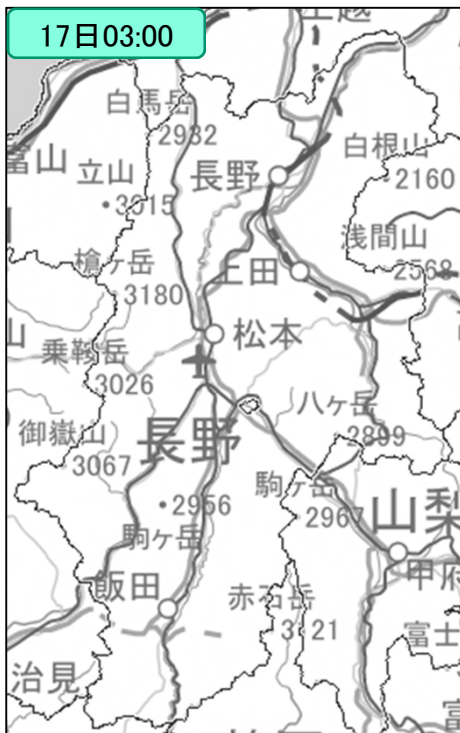 17日03:00
上越
白馬岳
2932
富山
立山
3015
長野
白根山
2160
浅間山
2568
槍ヶ岳
3180
上田
松本
乗鞍岳
3026
八ヶ岳
2899
御嶽山
3067
長野
駒ヶ岳
2967
山梨
2956
駒ヶ岳
甲府
飯田
赤石岳
3121
富士
治見
富